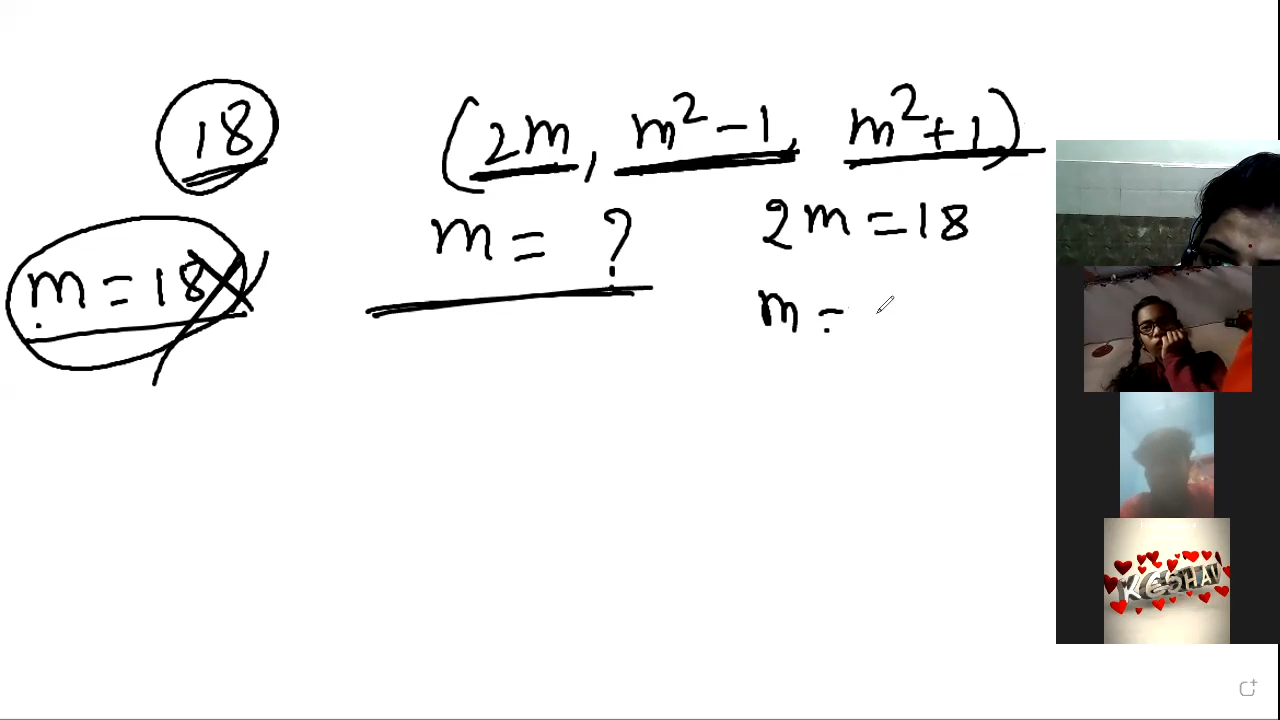 18
(2m, m²-1, m²+1)
m = 18
m = ?
2m = 18
m =
KESHAV